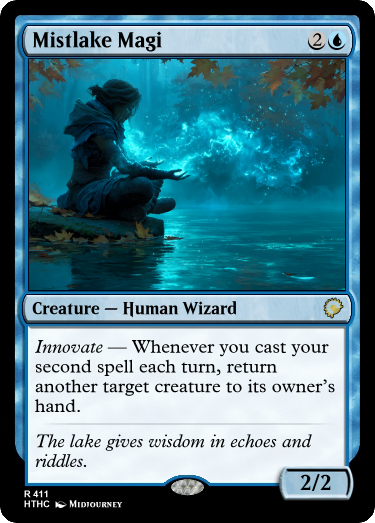 Mistlake Magi 2
Creature — Human Wizard
Innovate — Whenever you cast your
second spell each turn, return
another target creature to its owner's
hand.
The lake gives wisdom in echoes and
riddles.
2/2
R 411
HTHC Midjourney